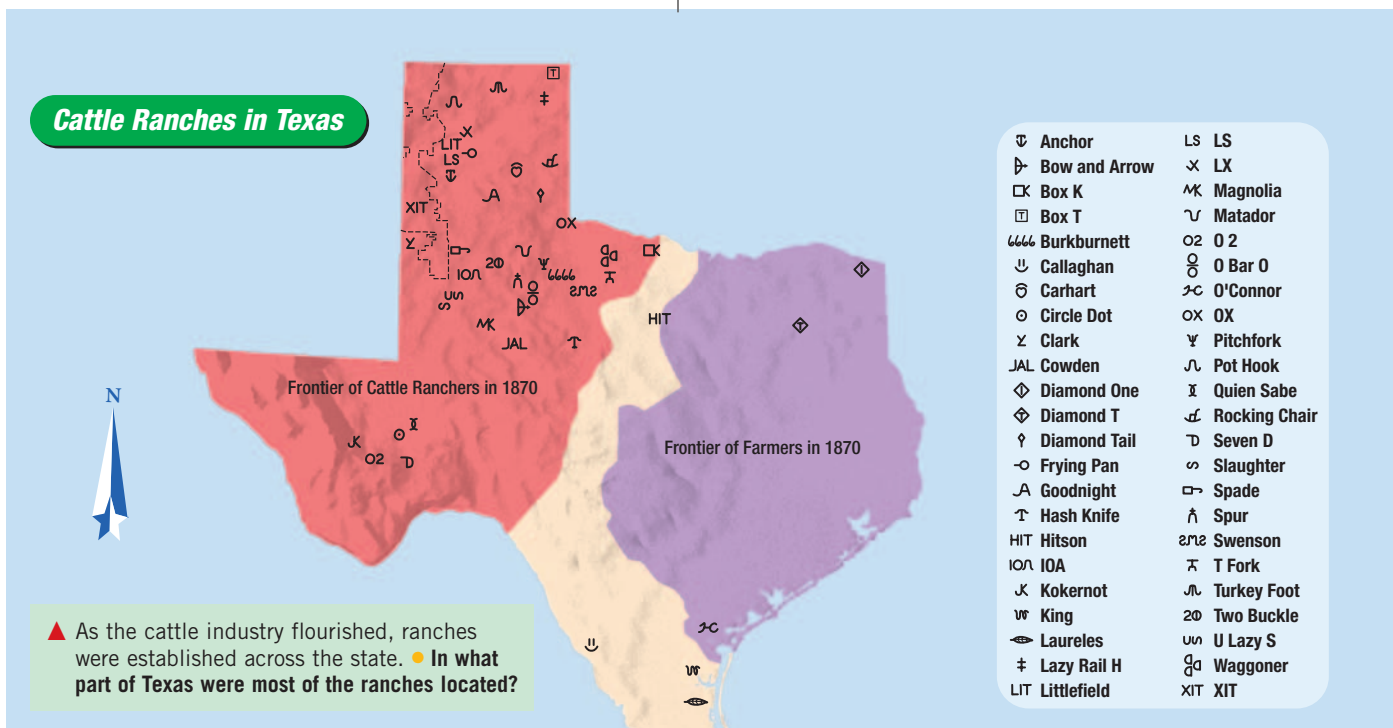 Cattle Ranches in Texas
T
LIT
LS
XIT
OX
K
2
6666
HIT
JAL
Frontier of Cattle Ranchers in 1870
O2
Frontier of Farmers in 1870
I
T
N
▲ As the cattle industry flourished, ranches
were established across the state. • In what
part of Texas were most of the ranches located?
Anchor
Bow and Arrow
Box K
Box T
6666 Burkburnett
Callaghan
Carhart
Circle Dot
Clark
JAL Cowden
Diamond One
Diamond T
Diamond Tail
Frying Pan
Goodnight
Hash Knife
HIT Hitson
IOA
Kokernot
King
Laureles
Lazy Rail H
LIT Littlefield
LS LS
LX
Magnolia
Matador
O2 O 2
O Bar O
O'Connor
OX OX
Pitchfork
Pot Hook
Quien Sabe
Rocking Chair
Seven D
Slaughter
Spade
Spur
Swenson
T Fork
Turkey Foot
Two Buckle
U Lazy S
Waggoner
XIT XIT